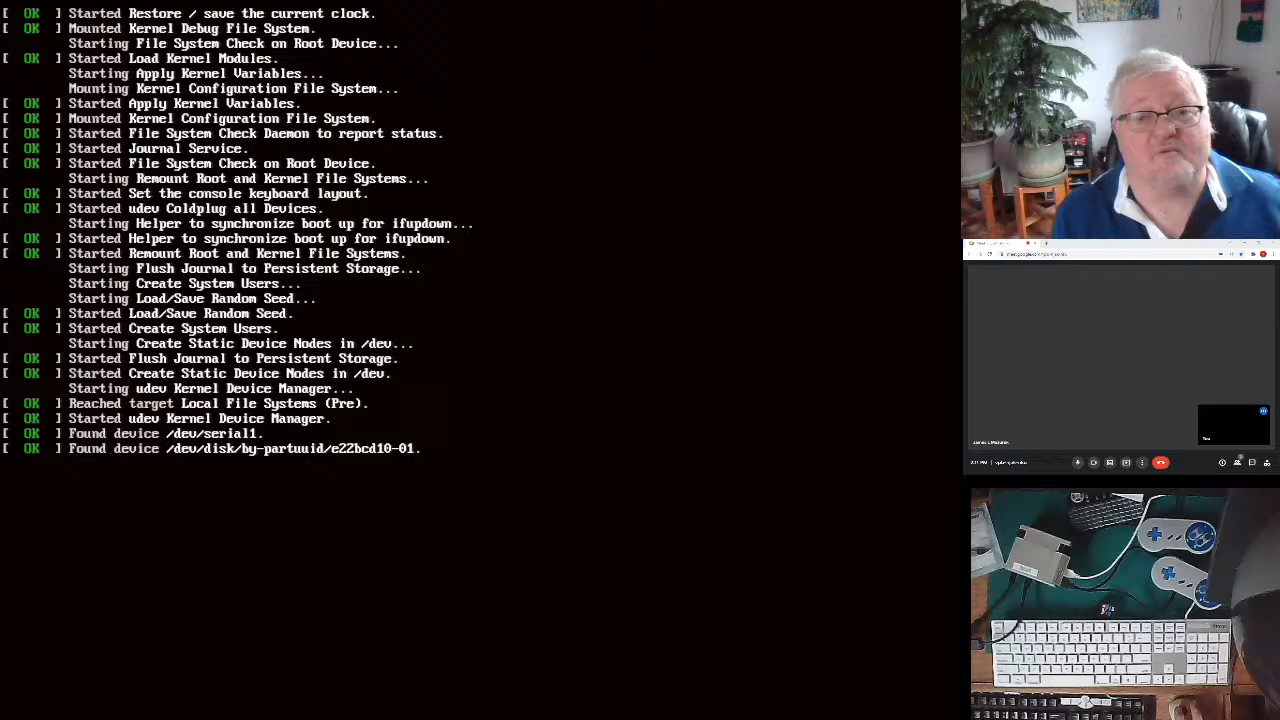 [  OK  ] Started Restore / save the current clock.
[  OK  ] Mounted Kernel Debug File System.
Starting File System Check on Root Device...
[  OK  ] Started Load Kernel Modules.
Starting Apply Kernel Variables...
Mounting Kernel Configuration File System...
[  OK  ] Started Apply Kernel Variables.
[  OK  ] Mounted Kernel Configuration File System.
[  OK  ] Started File System Check Daemon to report status.
[  OK  ] Started Journal Service.
[  OK  ] Started File System Check on Root Device.
Starting Remount Root and Kernel File Systems...
[  OK  ] Started Set the console keyboard layout.
[  OK  ] Started udev Coldplug all Devices.
Starting Helper to synchronize boot up for ifupdown...
[  OK  ] Started Helper to synchronize boot up for ifupdown.
[  OK  ] Started Remount Root and Kernel File Systems.
Starting Flush Journal to Persistent Storage...
Starting Create System Users...
Starting Load/Save Random Seed...
[  OK  ] Started Load/Save Random Seed.
[  OK  ] Started Create System Users.
Starting Create Static Device Nodes in /dev...
[  OK  ] Started Flush Journal to Persistent Storage.
[  OK  ] Started Create Static Device Nodes in /dev.
Starting udev Kernel Device Manager...
[  OK  ] Reached target Local File Systems (Pre).
[  OK  ] Started udev Kernel Device Manager.
[  OK  ] Found device /dev/serial1.
[  OK  ] Found device /dev/disk/by-partuuid/e22bcd10-01.
You